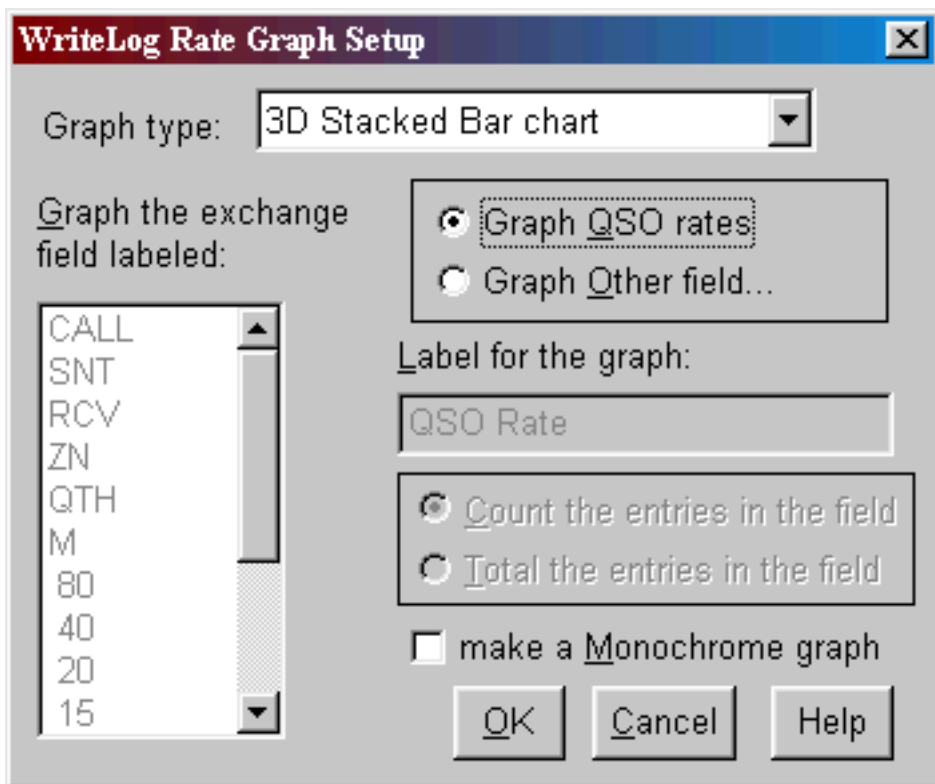 WriteLog Rate Graph Setup
Graph type: 3D Stacked Bar chart
Graph the exchange
field labeled:
CALL
SNT
RCV
ZN
QTH
M
80
40
20
15
Graph QSO rates
Graph Other field...
Label for the graph:
QSO Rate
Count the entries in the field
Total the entries in the field
make a Monochrome graph
OK Cancel Help